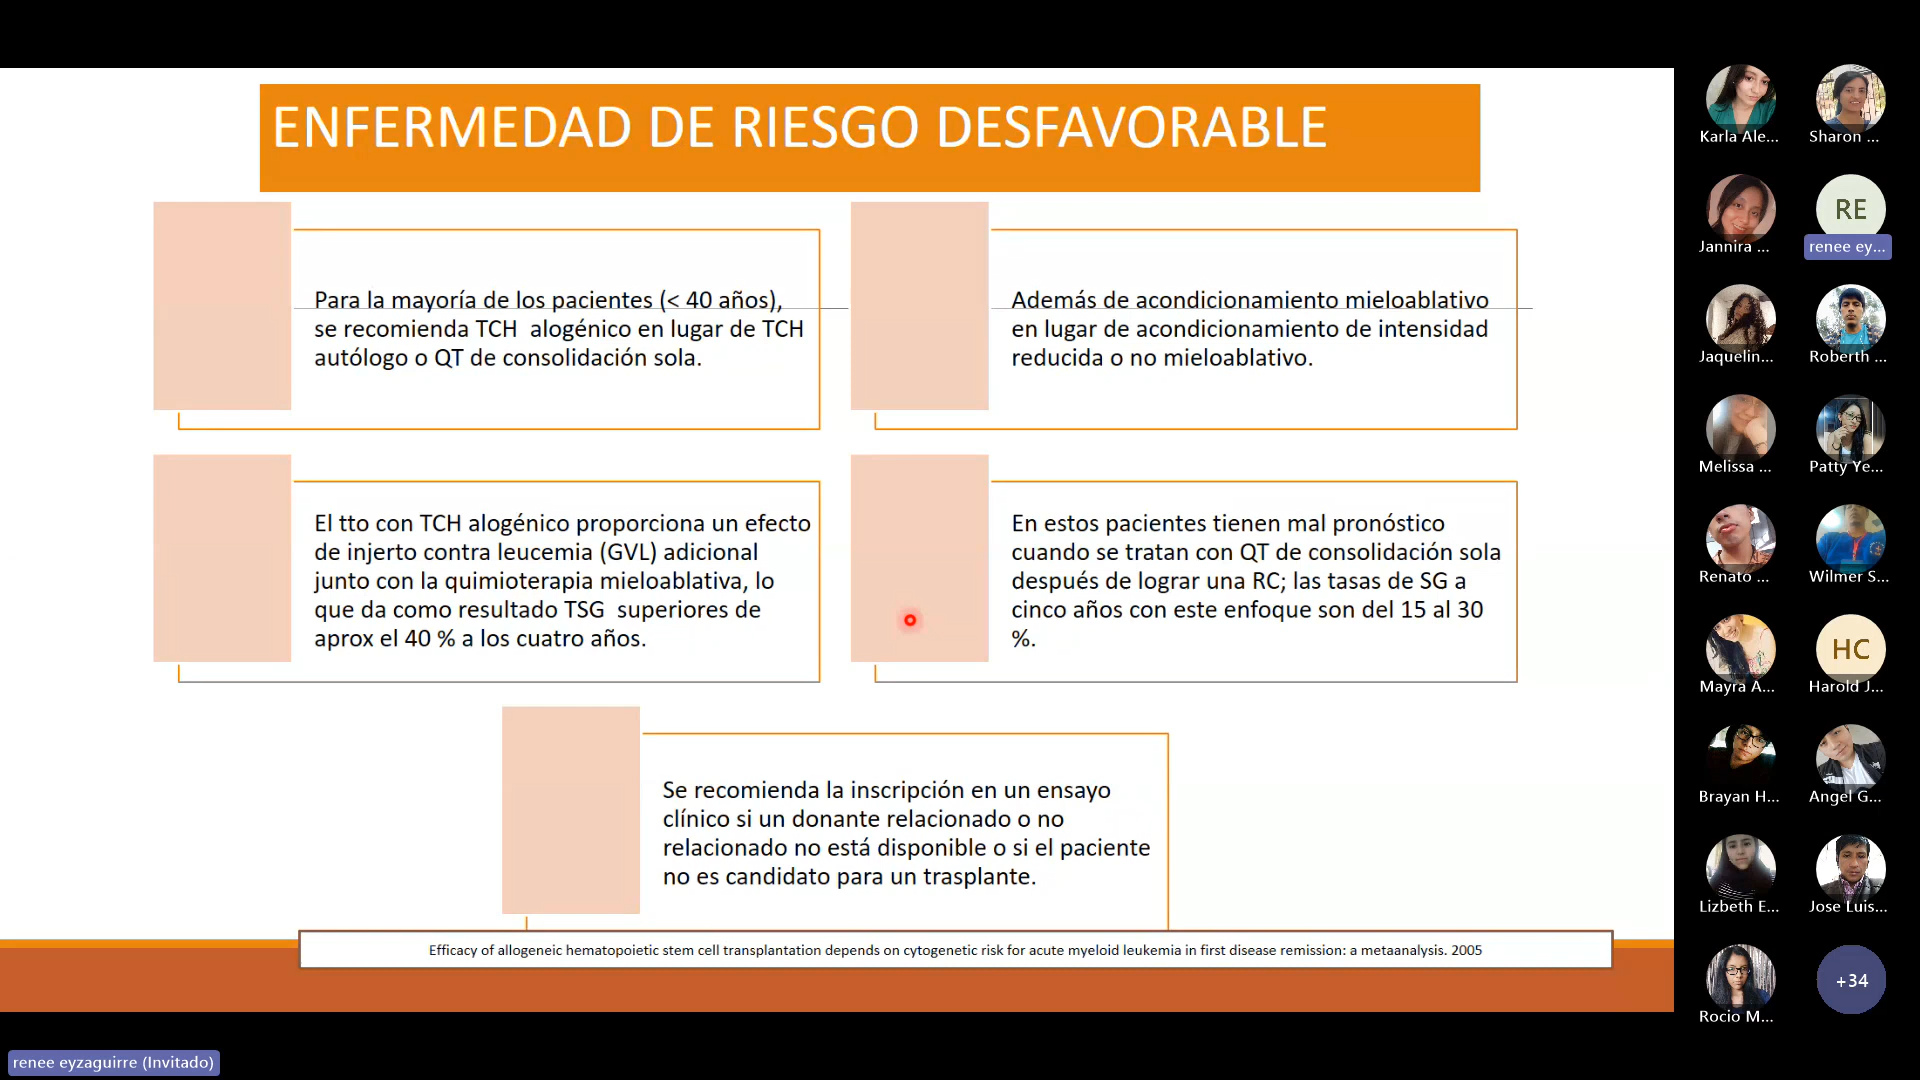 ENFERMEDAD DE RIESGO DESFAVORABLE
Para la mayoría de los pacientes (< 40 años),
se recomienda TCH alogénico en lugar de TCH
autólogo o QT de consolidación sola.
Además de acondicionamiento mieloablativo
en lugar de acondicionamiento de intensidad
reducida o no mieloablativo.
El tto con TCH alogénico proporciona un efecto
de injerto contra leucemia (GVL) adicional
junto con la quimioterapia mieloablativa, lo
que da como resultado TSG superiores de
aprox el 40 % a los cuatro años.
En estos pacientes tienen mal pronóstico
cuando se tratan con QT de consolidación sola
después de lograr una RC; las tasas de SG a
cinco años con este enfoque son del 15 al 30
%.
Se recomienda la inscripción en un ensayo
clínico si un donante relacionado o no
relacionado no está disponible o si el paciente
no es candidato para un trasplante.
Efficacy of allogeneic hematopoietic stem cell transplantation depends on cytogenetic risk for acute myeloid leukemia in first disease remission: a metaanalysis. 2005
Karla Ale...
Sharon ...
Jannira ...
RE
renee ey...
Jaquelin...
Roberth ...
Melissa ...
Patty Ye...
Renato ...
Wilmer S...
Mayra A...
HC
Harold J...
Brayan H...
Angel G...
Lizbeth E...
Jose Luis...
Rocio M...
+34
renee eyzaguirre (Invitado)